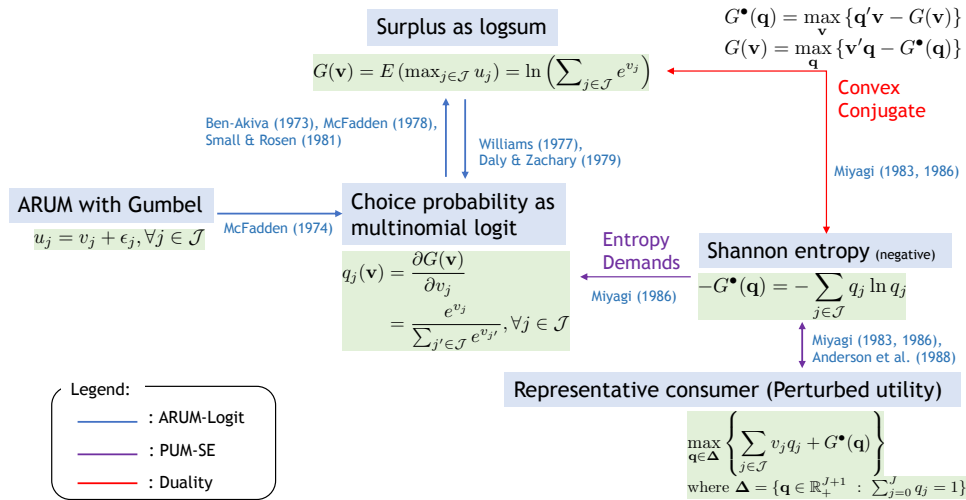 Surplus as logsum
G(v) = E (max_{j∈𝒥} u_j) = ln (∑_{j∈𝒥} e^{v_j})
G^•(q) = max_v {q′v − G(v)}
G(v) = max_q {v′q − G^•(q)}
Convex
Conjugate
Ben-Akiva (1973), McFadden (1978),
Small & Rosen (1981)
Williams (1977),
Daly & Zachary (1979)
Miyagi (1983, 1986)
ARUM with Gumbel
u_j = v_j + ϵ_j, ∀j ∈ 𝒥
McFadden (1974)
Choice probability as
multinomial logit
q_j(v) = ∂G(v) / ∂v_j
= e^{v_j} / ∑_{j′∈𝒥} e^{v_{j′}}, ∀j ∈ 𝒥
Entropy
Demands
Miyagi (1986)
Shannon entropy (negative)
−G^•(q) = − ∑_{j∈𝒥} q_j ln q_j
Miyagi (1983, 1986),
Anderson et al. (1988)
Representative consumer (Perturbed utility)
max_{q∈Δ} {∑_{j∈𝒥} v_j q_j + G^•(q)}
where Δ = {q ∈ ℝ_+^{J+1} : ∑_{j=0}^J q_j = 1}
Legend:
: ARUM-Logit
: PUM-SE
: Duality